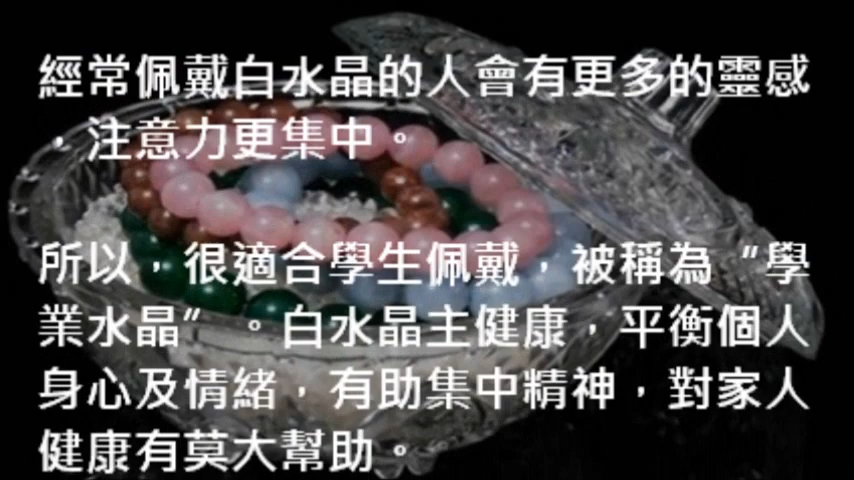 經常佩戴白水晶的人會有更多的靈感
，注意力更集中。
所以，很適合學生佩戴，被稱為“學
業水晶”。白水晶主健康，平衡個人
身心及情緒，有助集中精神，對家人
健康有莫大幫助。